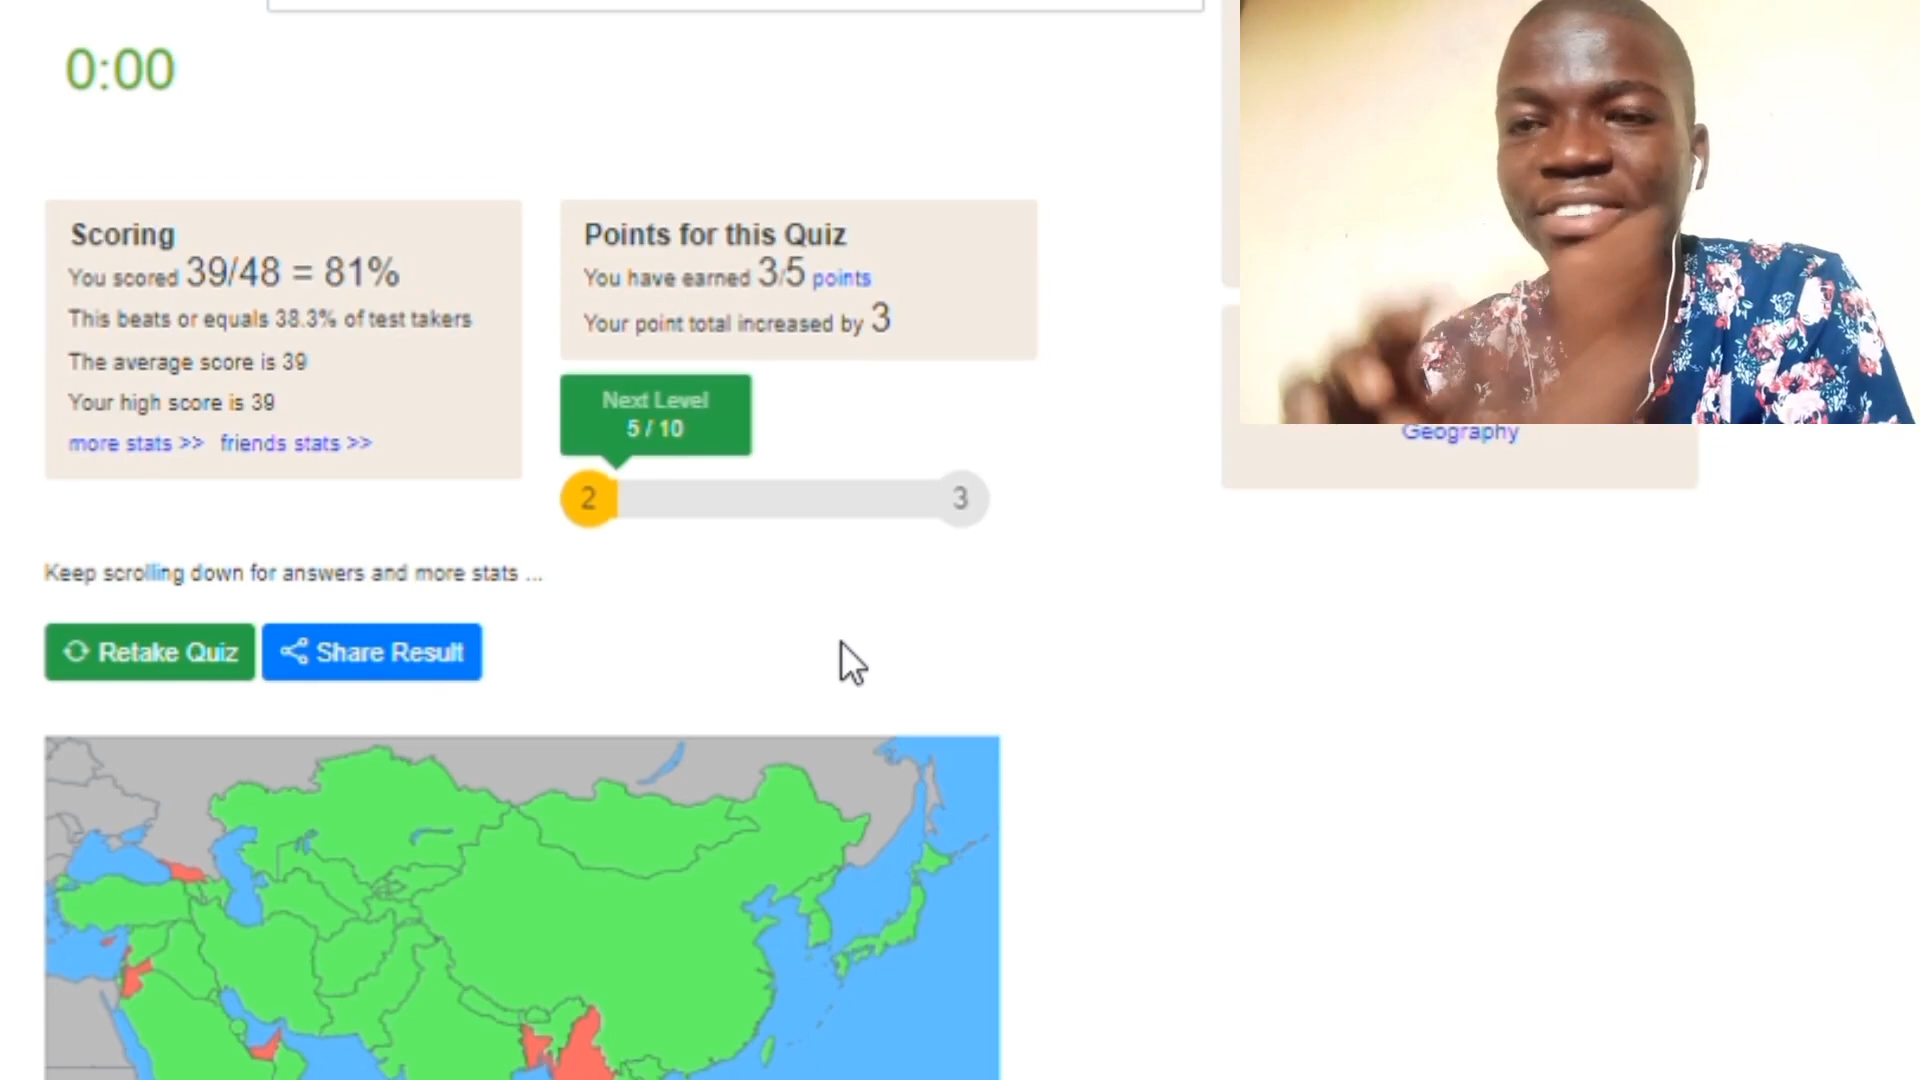 0:00
Scoring
You scored 39/48 = 81%
This beats or equals 38.3% of test takers
The average score is 39
Your high score is 39
more stats >> friends stats >>
Points for this Quiz
You have earned 3/5 points
Your point total increased by 3
Next Level
5 / 10
2
3
Keep scrolling down for answers and more stats ...
Retake Quiz
Share Result
Geography